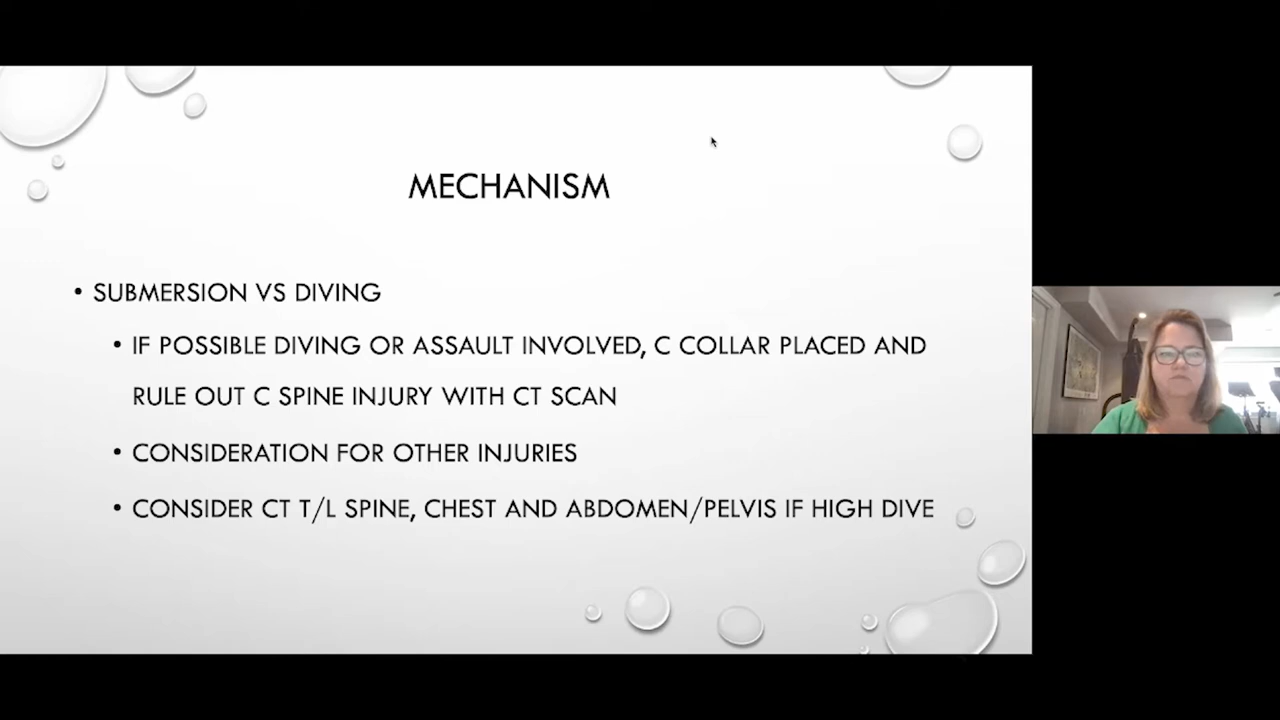 MECHANISM
• SUBMERSION VS DIVING
• IF POSSIBLE DIVING OR ASSAULT INVOLVED, C COLLAR PLACED AND
RULE OUT C SPINE INJURY WITH CT SCAN
• CONSIDERATION FOR OTHER INJURIES
• CONSIDER CT T/L SPINE, CHEST AND ABDOMEN/PELVIS IF HIGH DIVE